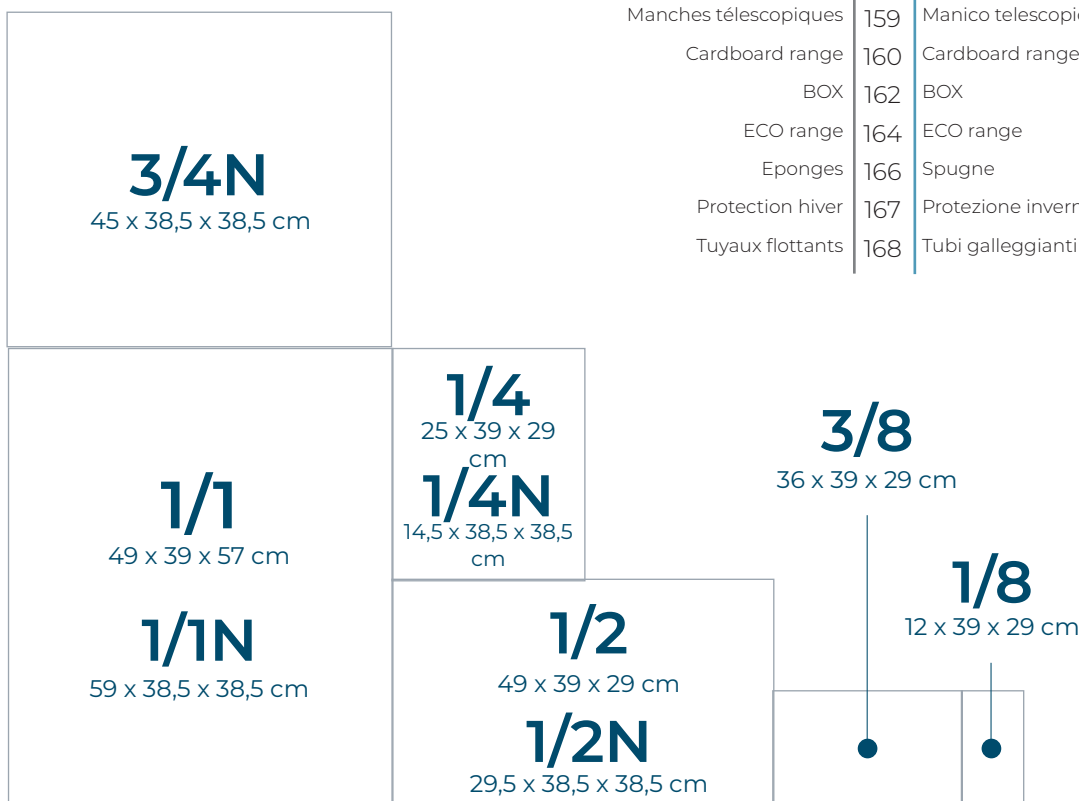 Manches télescopiques 159
Cardboard range 160 Cardboard range
BOX 162 BOX
ECO range 164 ECO range
Eponges 166 Spugne
Protection hiver 167 Protezione
Tuyaux flottants 168 Tubi galleggianti
3/4N
45 x 38,5 x 38,5 cm
1/1
49 x 39 x 57 cm
1/1N
59 x 38,5 x 38,5 cm
1/4
25 x 39 x 29
cm
1/4N
14,5 x 38,5 x 38,5
cm
1/2
49 x 39 x 29 cm
1/2N
29,5 x 38,5 x 38,5 cm
3/8
36 x 39 x 29 cm
1/8
12 x 39 x 29 cm